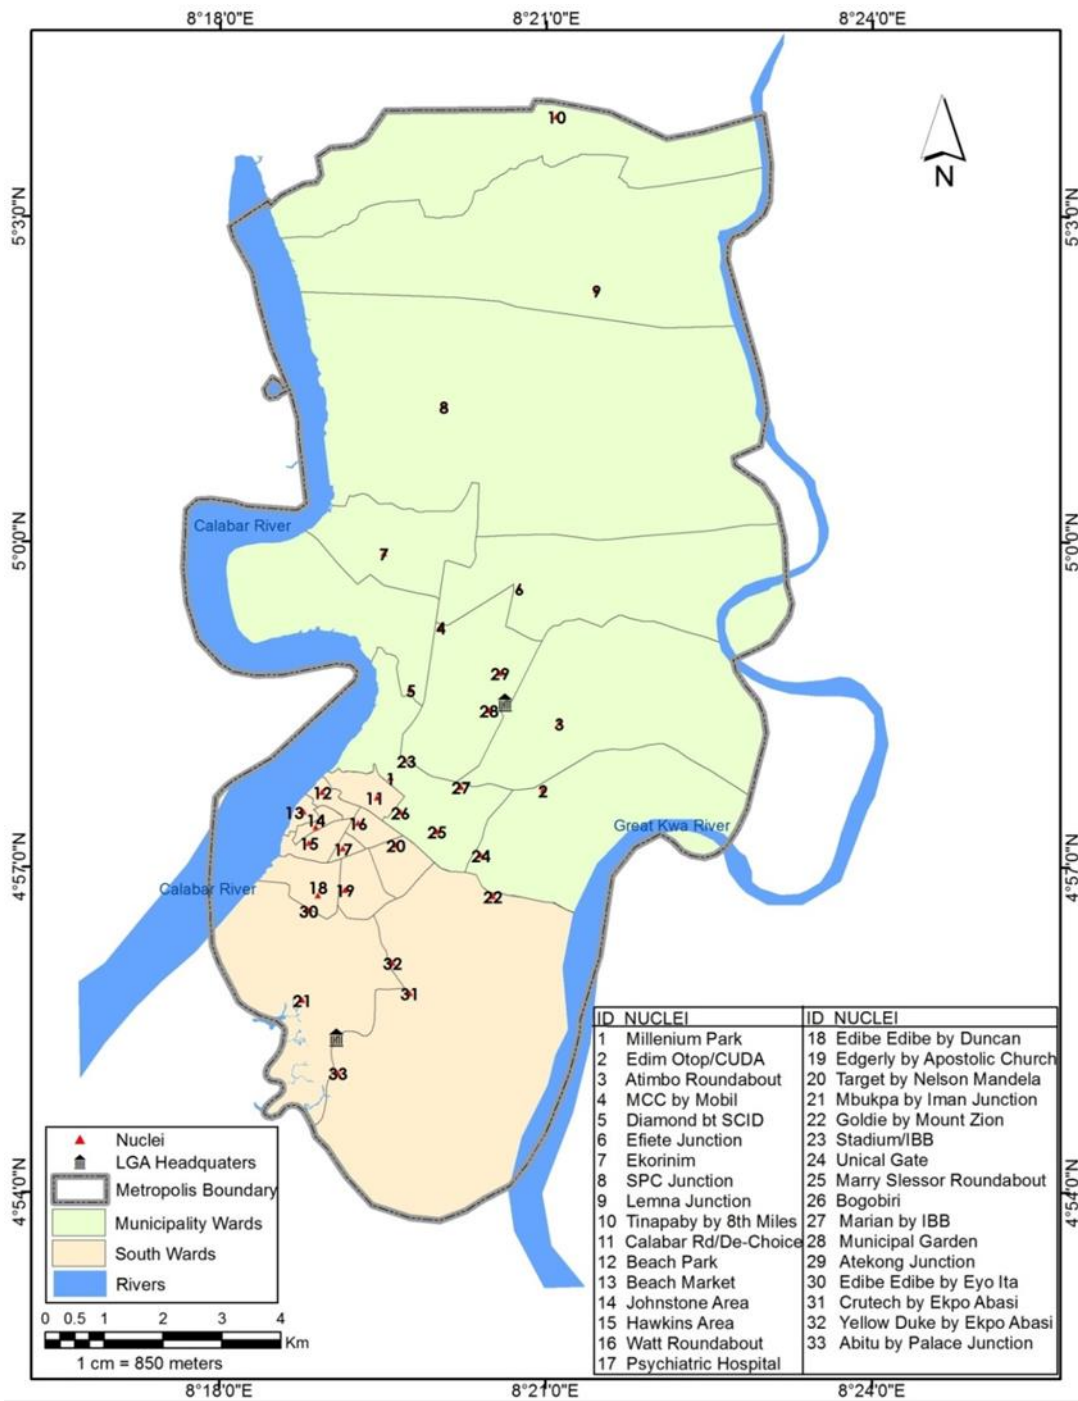 8°18'0"E 8°21'0"E 8°24'0"E
10
N
5°3'0"N 5°3'0"N
9
8
Calabar River
5°0'0"N 5°0'0"N
7
6
4
29
5
28
3
23
1
27
2
12
11
13
26
14
16
Great Kwa River
25
15
17
20
24
4°57'0"N 4°57'0"N
Calabar River
18
19
22
30
32
31
21
33
ID NUCLEI
1 Millenium Park
2 Edim Otop/CUDA
3 Atimbo Roundabout
4 MCC by Mobil
5 Diamond bt SCID
6 Efiete Junction
7 Ekorinim
8 SPC Junction
9 Lemna Junction
10 Tinapaby by 8th Miles
11 Calabar Rd/De-Choice
12 Beach Park
13 Beach Market
14 Johnstone Area
15 Hawkins Area
16 Watt Roundabout
17 Psychiatric Hospital
ID NUCLEI
18 Edibe Edibe by Duncan
19 Edgerly by Apostolic Church
20 Target by Nelson Mandela
21 Mbukpa by Iman Junction
22 Goldie by Mount Zion
23 Stadium/IBB
24 Unical Gate
25 Marry Slessor Roundabout
26 Bogobiri
27 Marian by IBB
28 Municipal Garden
29 Atekong Junction
30 Edibe Edibe by Eyo Ita
31 Crutech by Ekpo Abasi
32 Yellow Duke by Ekpo Abasi
33 Abitu by Palace Junction
Nuclei
LGA Headquaters
Metropolis Boundary
Municipality Wards
South Wards
Rivers
4°54'0"N 4°54'0"N
0 0.5 1 2 3 4
Km
1 cm = 850 meters
8°18'0"E 8°21'0"E 8°24'0"E